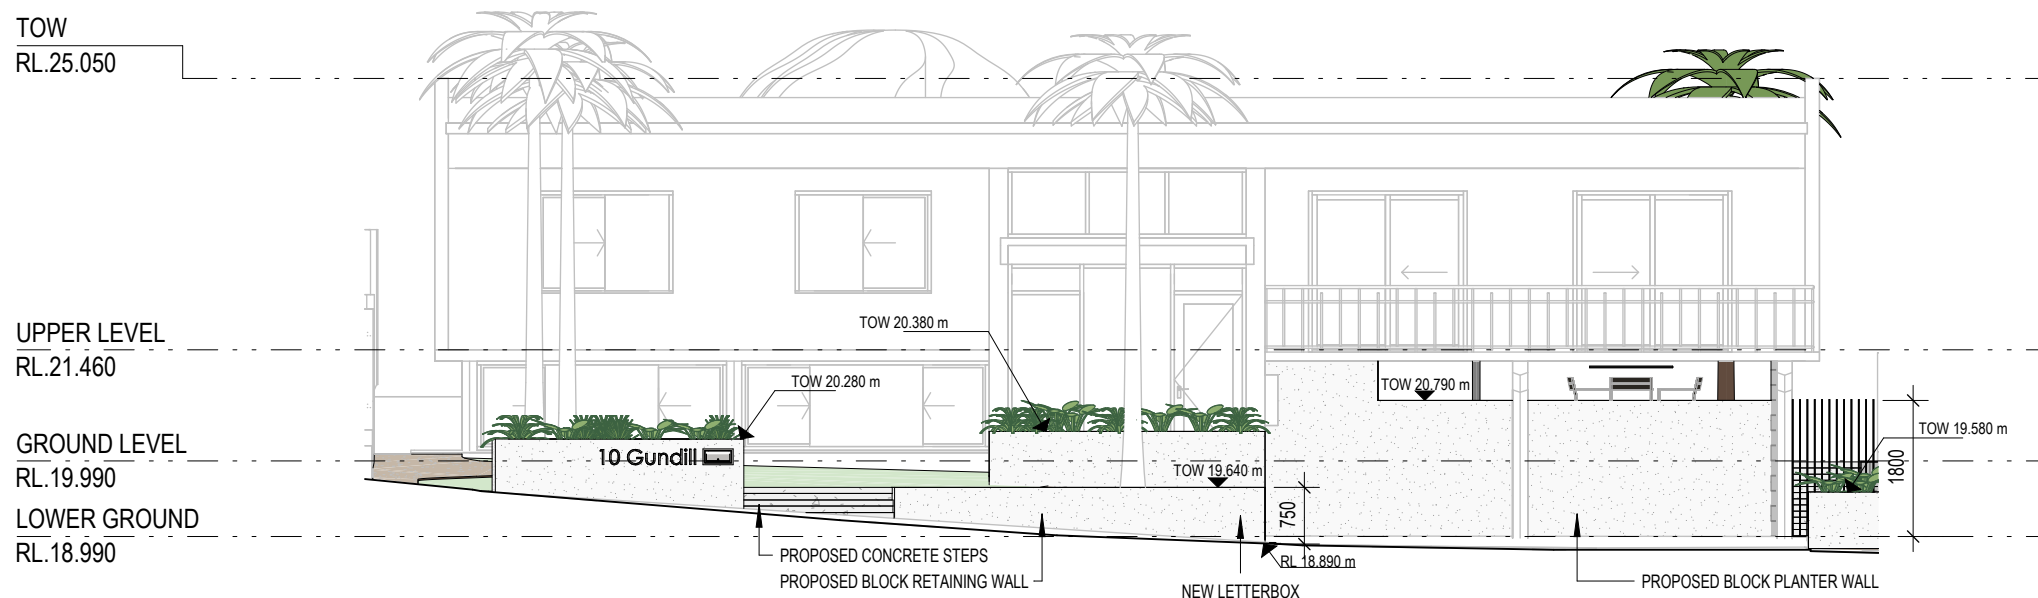 TOW
RL.25.050
UPPER LEVEL
RL.21.460
GROUND LEVEL
RL.19.990
LOWER GROUND
RL.18.990
TOW 20.380 m
TOW 20.280 m
TOW 20.790 m
TOW 19.580 m
10 Gundill
TOW 19.640 m
1800
750
RL 18.890 m
PROPOSED CONCRETE STEPS
PROPOSED BLOCK RETAINING WALL
NEW LETTERBOX
PROPOSED BLOCK PLANTER WALL